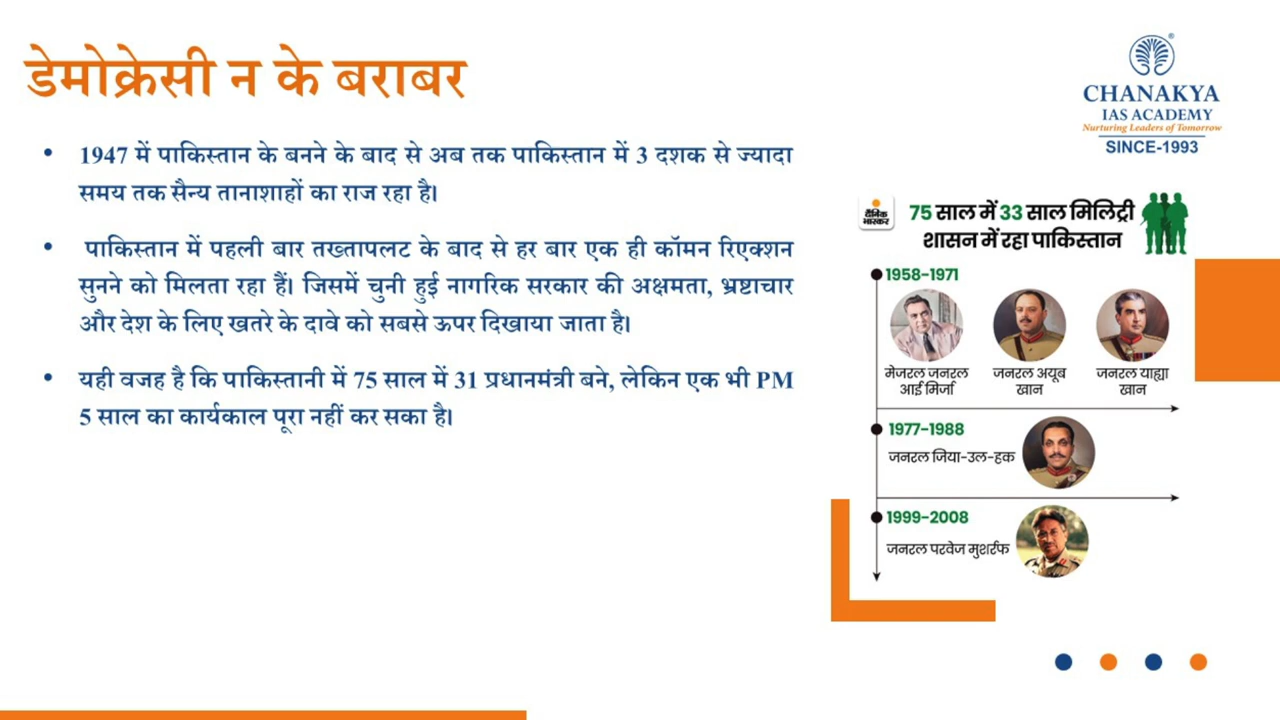 डेमोक्रेसी न के बराबर
• 1947 में पाकिस्तान के बनने के बाद से अब तक पाकिस्तान में 3 दशक से ज्यादा
समय तक सैन्य तानाशाहों का राज रहा है।
• पाकिस्तान में पहली बार तख्तापलट के बाद से हर बार एक ही कॉमन रिएक्शन
सुनने को मिलता रहा हैं। जिसमें चुनी हुई नागरिक सरकार की अक्षमता, भ्रष्टाचार
और देश के लिए खतरे के दावे को सबसे ऊपर दिखाया जाता है।
• यही वजह है कि पाकिस्तानी में 75 साल में 31 प्रधानमंत्री बने, लेकिन एक भी PM
5 साल का कार्यकाल पूरा नहीं कर सका है।
CHANAKYA
IAS ACADEMY
Nurturing Leaders of Tomorrow
SINCE-1993
दैनिक
भास्कर
75 साल में 33 साल मिलिट्री
शासन में रहा पाकिस्तान
1958-1971
मेजरल जनरल
आई मिर्जा
जनरल अयूब
खान
जनरल याह्या
खान
1977-1988
जनरल जिया-उल-हक
1999-2008
जनरल परवेज मुशर्रफ